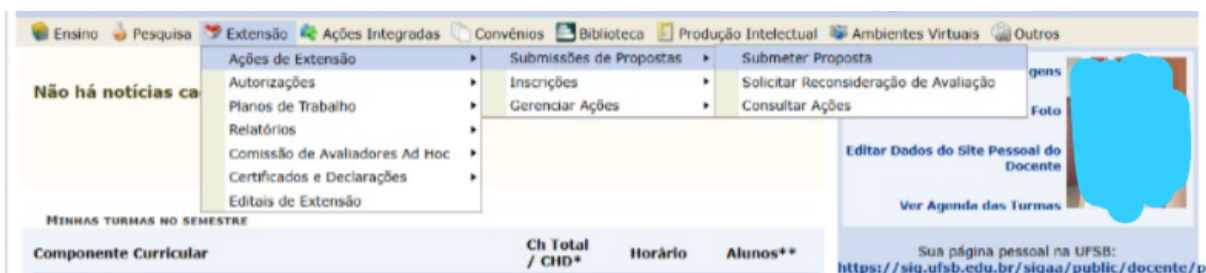 Ensino Pesquisa Extensão Ações Integradas Convênios Biblioteca Produção Intelectual Ambientes Virtuais Outros
Ações de Extensão
Autorizações
Planos de Trabalho
Relatórios
Comissão de Avaliadores Ad Hoc
Certificados e Declarações
Editais de Extensão
Submissões de Propostas
Inscrições
Gerenciar Ações
Submeter Proposta
Solicitar Reconsideração de Avaliação
Consultar Ações
Não há notícias ca
gens
Foto
Editar Dados do Site Pessoal do
Docente
Ver Agenda das Turmas
MINHAS TURMAS NO SEMESTRE
Componente Curricular Ch Total / CHD* Horário Alunos**
Sua página pessoal na UFSB:
https://sig.ufsb.edu.br/sigaa/public/docente/p